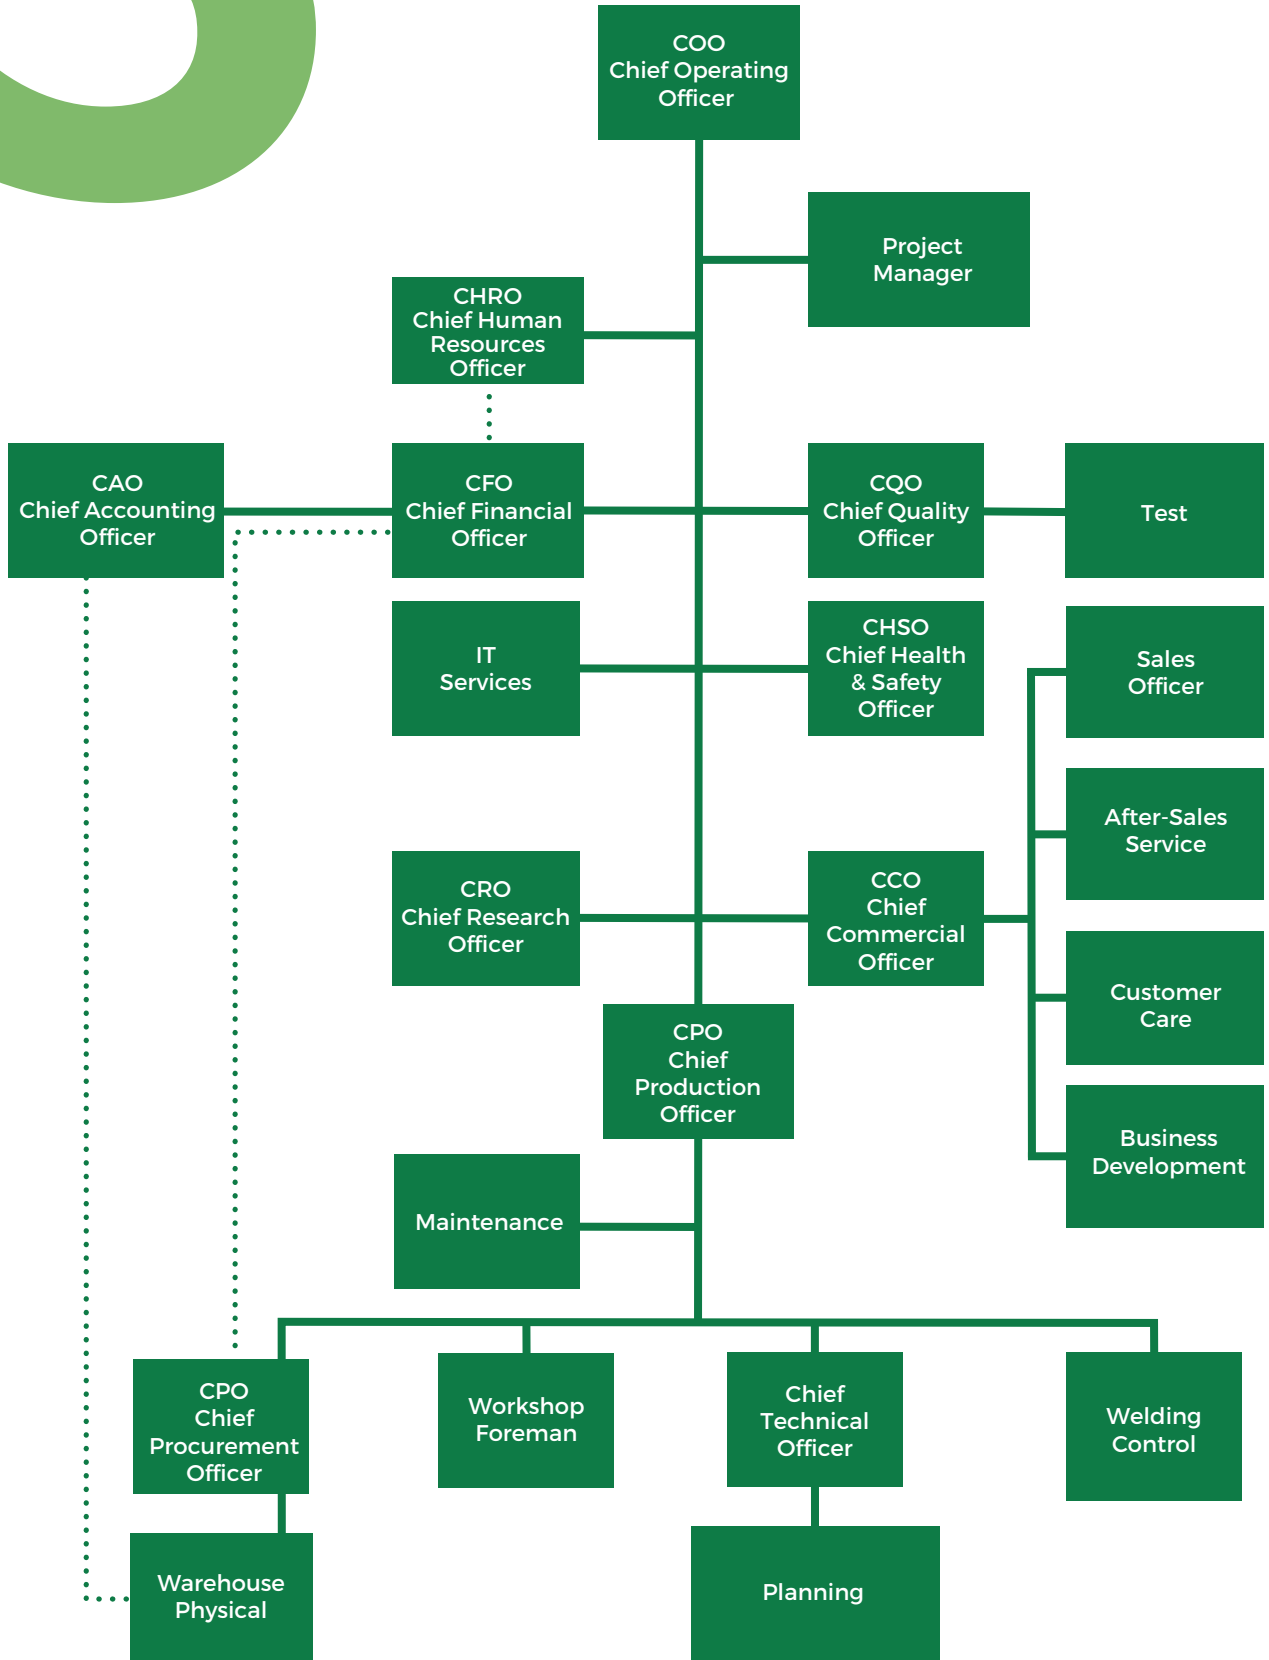 COO
Chief Operating
Officer
Project
Manager
CHRO
Chief Human
Resources
Officer
CAO
Chief Accounting
Officer
CFO
Chief Financial
Officer
CQO
Chief Quality
Officer
Test
IT
Services
CHSO
Chief Health
& Safety
Officer
Sales
Officer
After-Sales
Service
CRO
Chief Research
Officer
CCO
Chief
Commercial
Officer
Customer
Care
CPO
Chief
Production
Officer
Business
Development
Maintenance
CPO
Chief
Procurement
Officer
Workshop
Foreman
Chief
Technical
Officer
Welding
Control
Warehouse
Physical
Planning